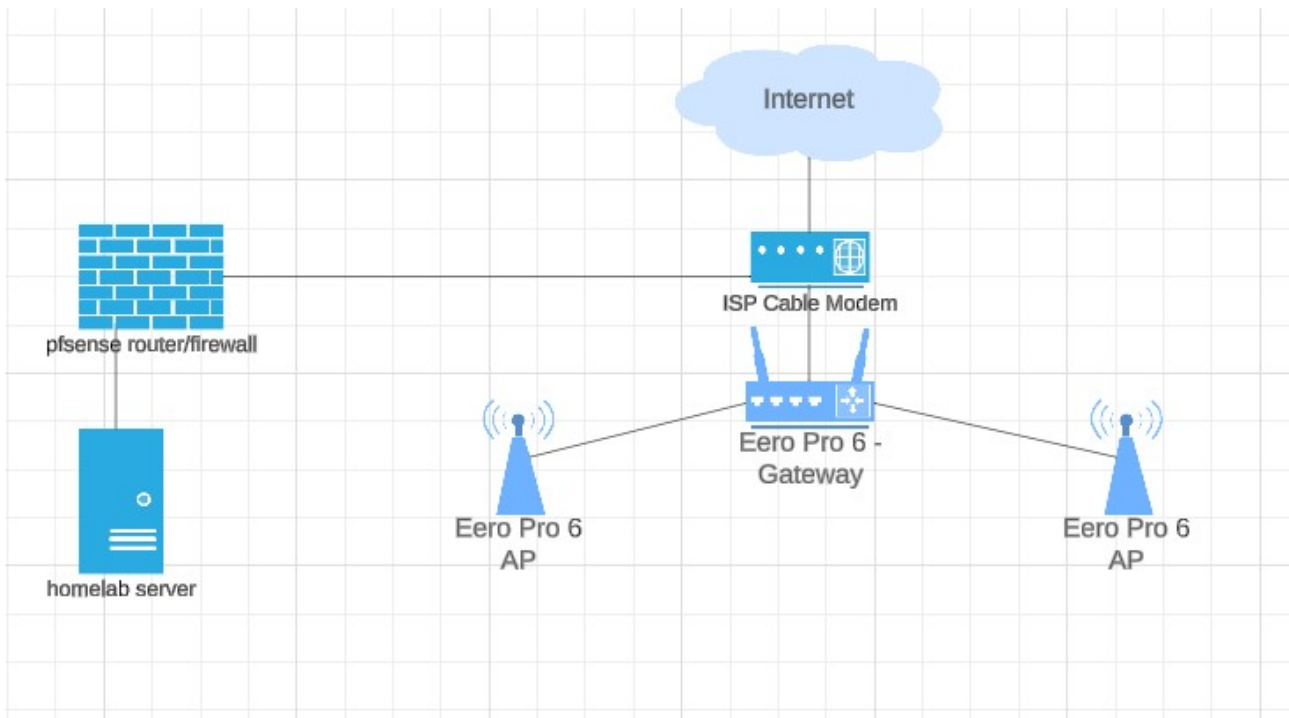 Internet
ISP Cable Modem
pfsense router/firewall
Eero Pro 6 -
Gateway
Eero Pro 6
AP
Eero Pro 6
AP
homelab server